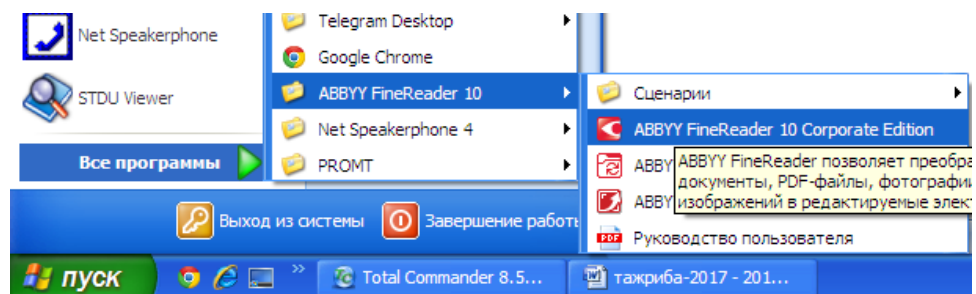 Net Speakerphone
STDU Viewer
Все программы
Telegram Desktop
Google Chrome
ABBYY FineReader 10
Net Speakerphone 4
PROMT
Сценарии
ABBYY FineReader 10 Corporate Edition
ABBY
ABBYY FineReader позволяет преобра
документы, PDF-файлы, фотографии
ABBY
изображений в редактируемые элект
Руководство пользователя
Выход из системы
Завершение работы
пуск
Total Commander 8.5...
тажриба-2017 - 201...